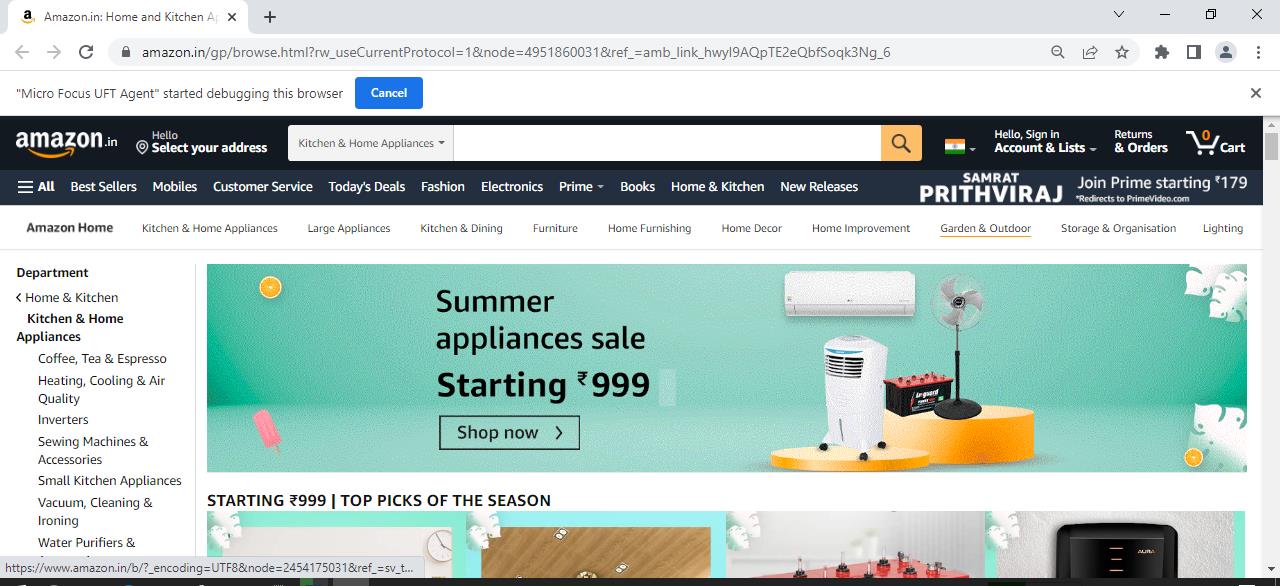 Amazon.in: Home and Kitchen Ap
amazon.in/gp/browse.html?rw_useCurrentProtocol=1&node=4951860031&ref_=amb_link_hwyI9AQpTE2eQbfSoqk3Ng_6
"Micro Focus UFT Agent" started debugging this browser
Cancel
amazon.in
Hello
Select your address
Kitchen & Home Appliances
Hello, Sign in
Account & Lists
Returns
& Orders
0
Cart
All
Best Sellers
Mobiles
Customer Service
Today's Deals
Fashion
Electronics
Prime
Books
Home & Kitchen
New Releases
SAMRAT
PRITHVIRAJ
Join Prime starting ₹179
*Redirects to PrimeVideo.com
Amazon Home
Kitchen & Home Appliances
Large Appliances
Kitchen & Dining
Furniture
Home Furnishing
Home Decor
Home Improvement
Garden & Outdoor
Storage & Organisation
Lighting
Department
Home & Kitchen
Kitchen & Home
Appliances
Coffee, Tea & Espresso
Heating, Cooling & Air
Quality
Inverters
Sewing Machines &
Accessories
Small Kitchen Appliances
Vacuum, Cleaning &
Ironing
Water Purifiers &
Summer
appliances sale
Starting ₹999
Shop now
STARTING ₹999 | TOP PICKS OF THE SEASON
AURA
https://www.amazon.in/b/?_encoding=UTF8&node=2454175031&ref_=sv_t...